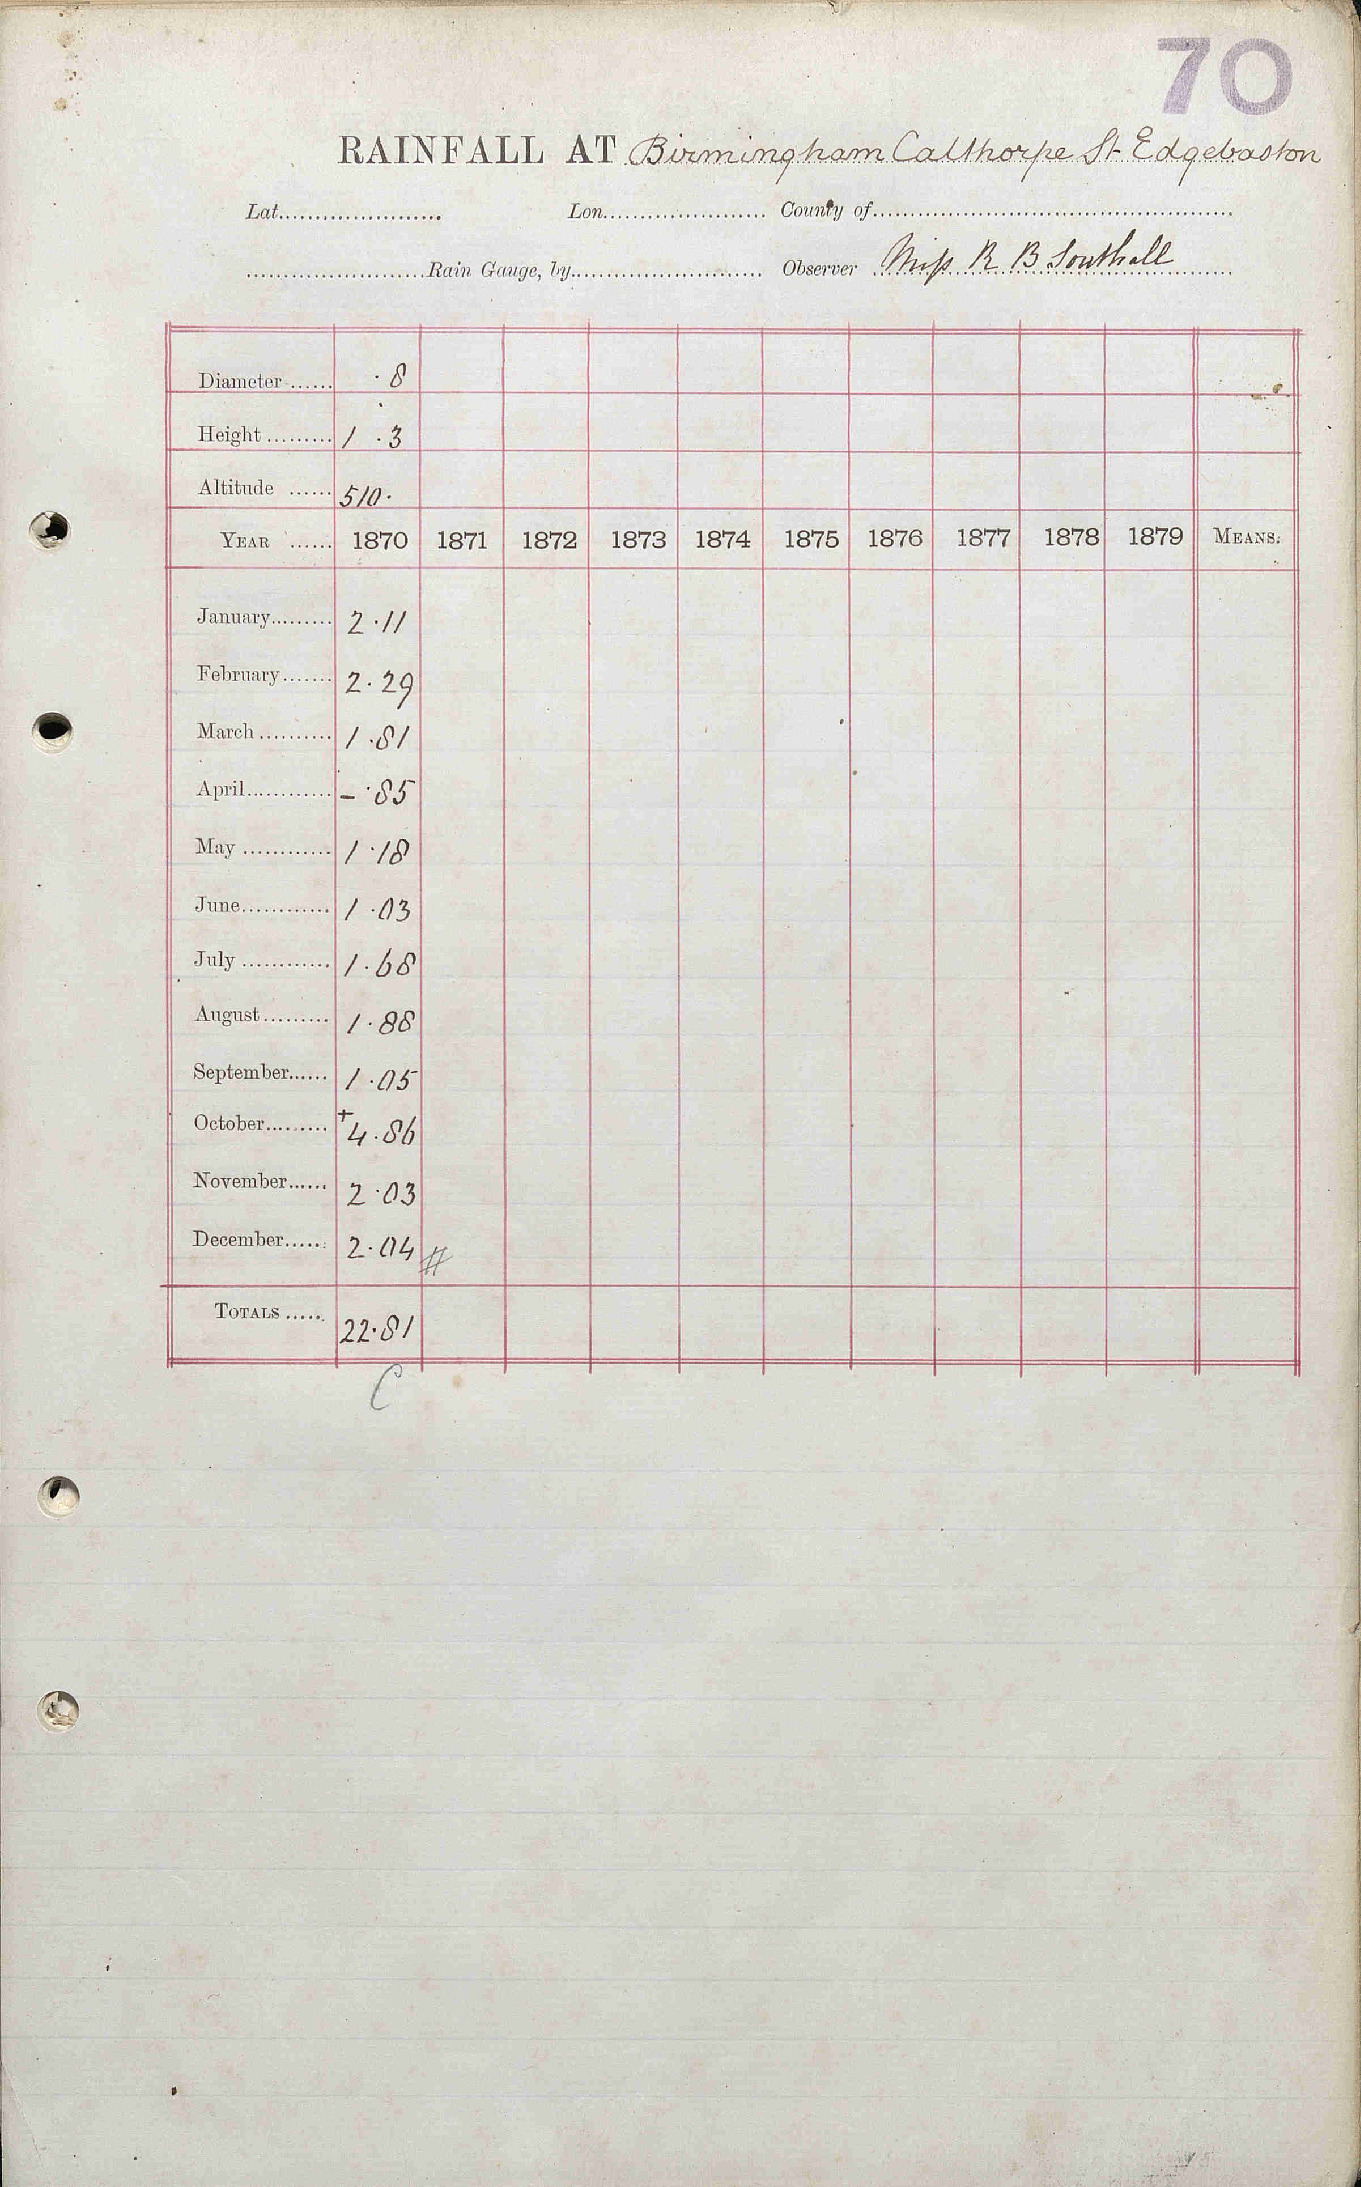 70
RAINFALL AT Birmingham Calthorpe St Edgebaston
Lat. Lon. County of
Rain Gauge, by Observer Miss R B Southall
Diameter ·8
Height 1 ·3
Altitude 510·
YEAR 1870 1871 1872 1873 1874 1875 1876 1877 1878 1879 MEANS.
January 2·11
February 2·29
March 1·81
April –·85
May 1·18
June 1·03
July 1·68
August 1·88
September 1·05
October +4·86
November 2·03
December 2·04 #
TOTALS 22·81
C